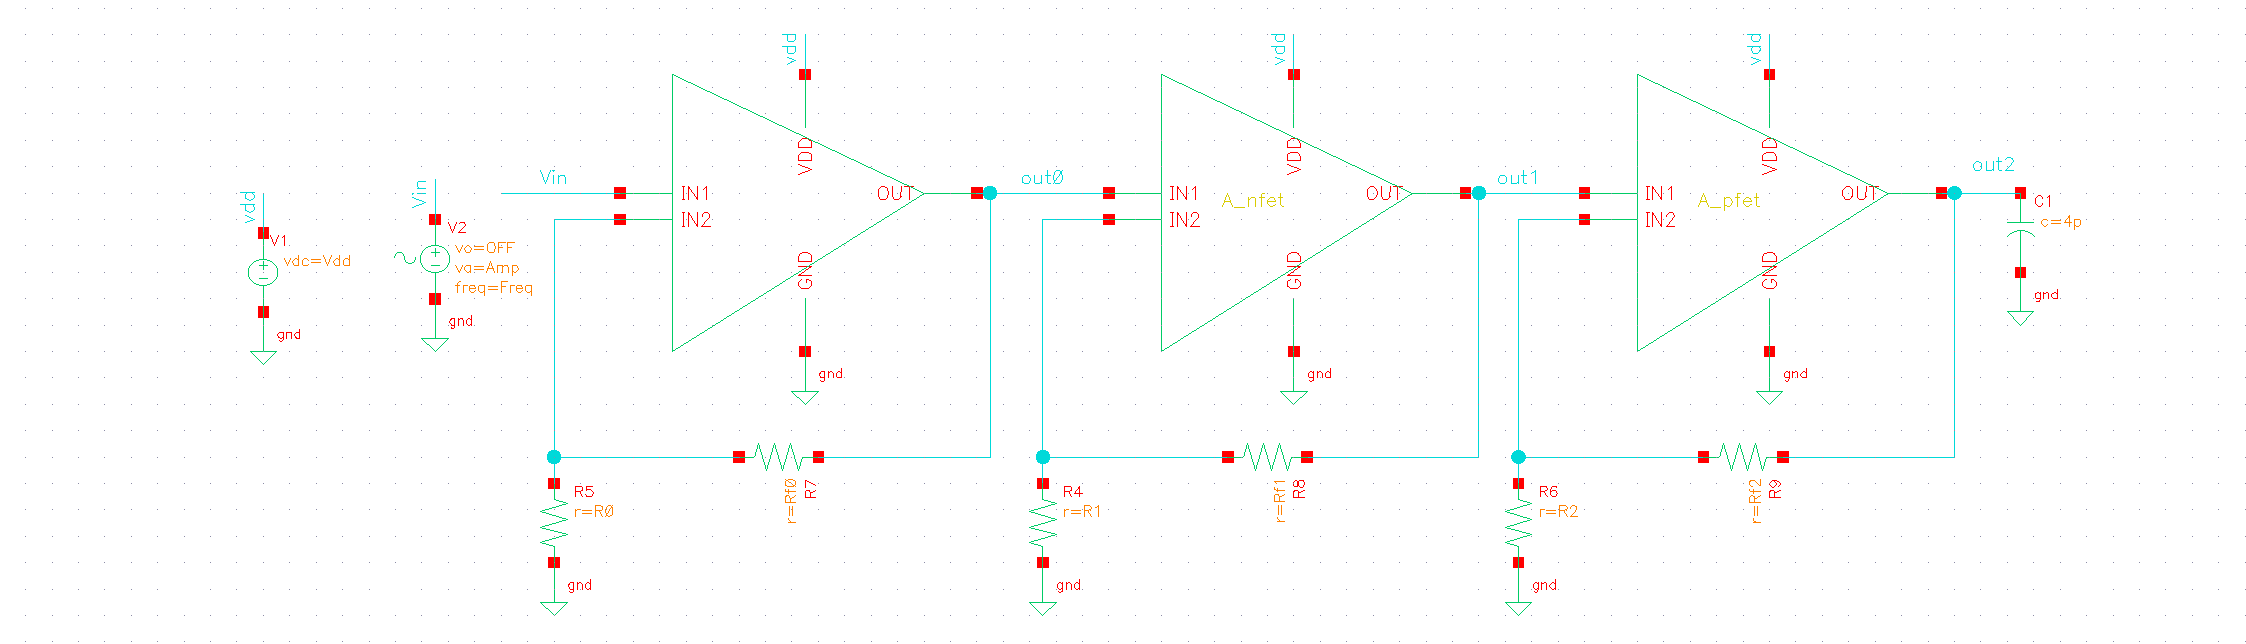 vdd
V1
vdc=Vdd
gnd
Vin
V2
vo=OFF
va=Amp
freq=Freq
gnd
Vin
IN1
IN2
vdd
VDD
GND
gnd
OUT
out0
R7
r=Rf0
R5
r=R0
gnd
IN1
IN2
A_nfet
vdd
VDD
GND
gnd
OUT
out1
R8
r=Rf1
R4
r=R1
gnd
IN1
IN2
A_pfet
vdd
VDD
GND
gnd
OUT
out2
R9
r=Rf2
R6
r=R2
gnd
C1
c=4p
gnd